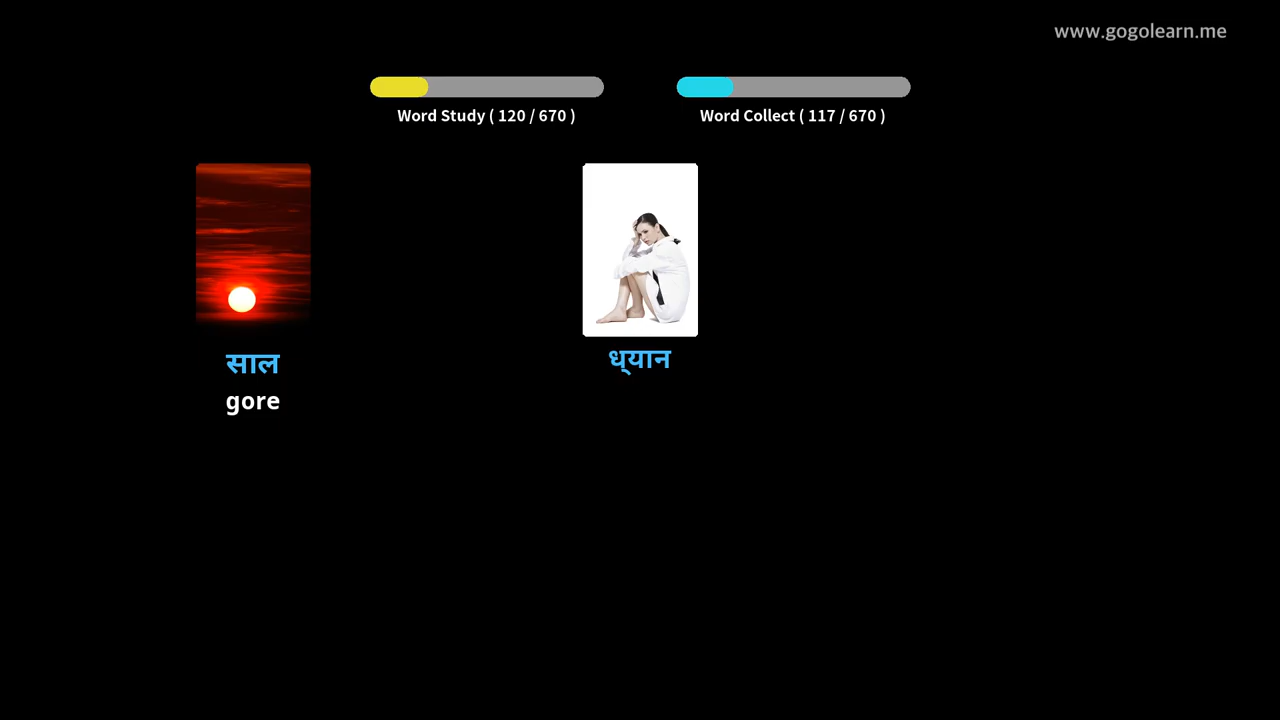 www.gogolearn.me
Word Study ( 120 / 670 )
Word Collect ( 117 / 670 )
साल
gore
ध्यान